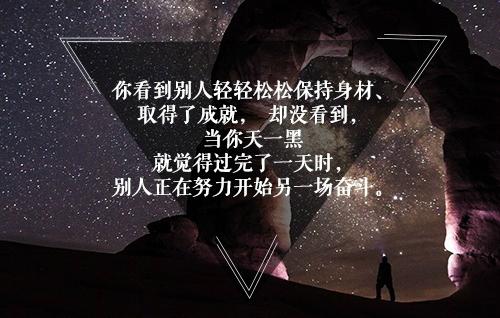 你看到别人轻轻松松保持身材、
取得了成就， 却没看到，
当你天一黑
就觉得过完了一天时，
别人正在努力开始另一场奋斗。